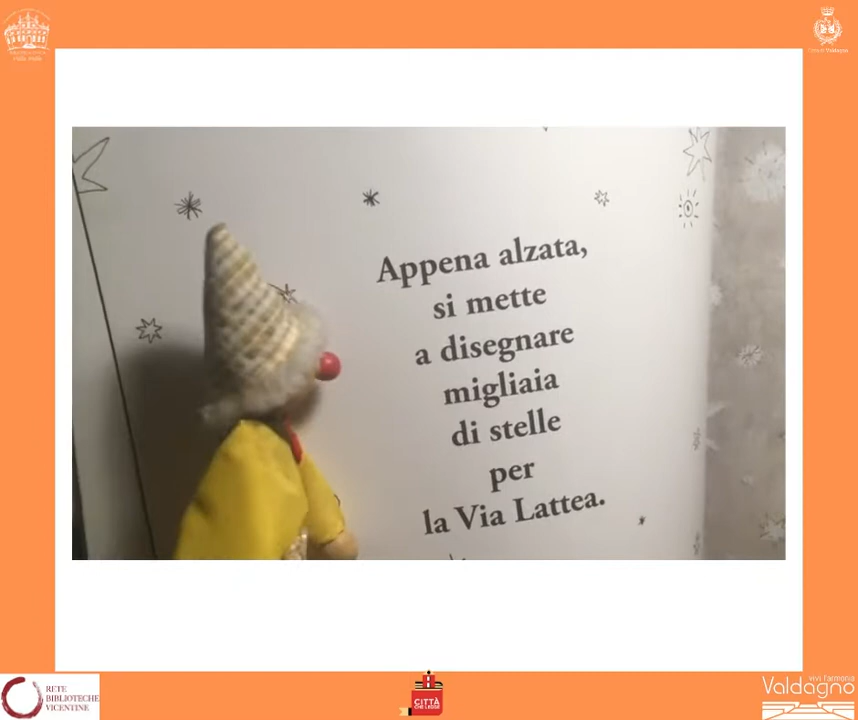 Appena alzata,
si mette
a disegnare
migliaia
di stelle
per
la Via Lattea.
RETE
BIBLIOTECHE
VICENTINE
CITTÀ
CHE LEGGE
vivi l'armonia
Valdagno